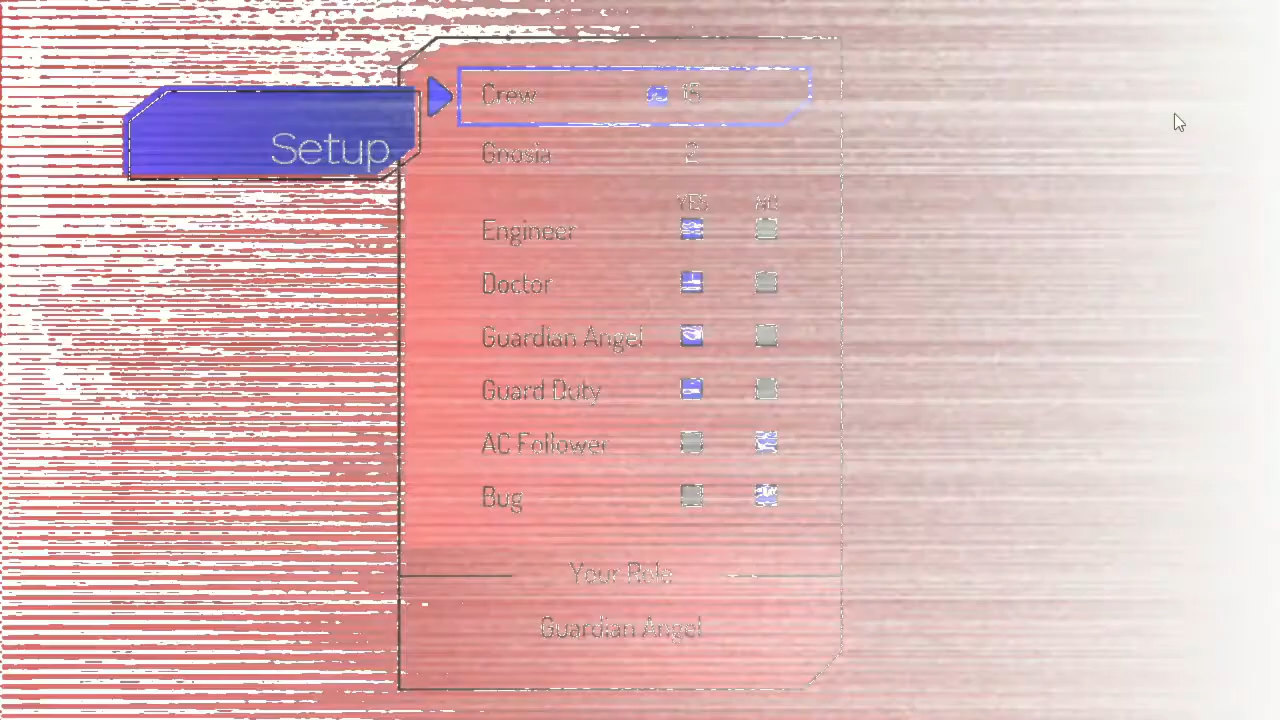 Setup
Crew 15
Gnosia 2
YES NO
Engineer
Doctor
Guardian Angel
Guard Duty
AC Follower
Bug
Your Role
Guardian Angel